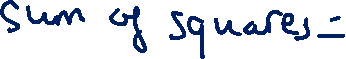 Sum of squares =